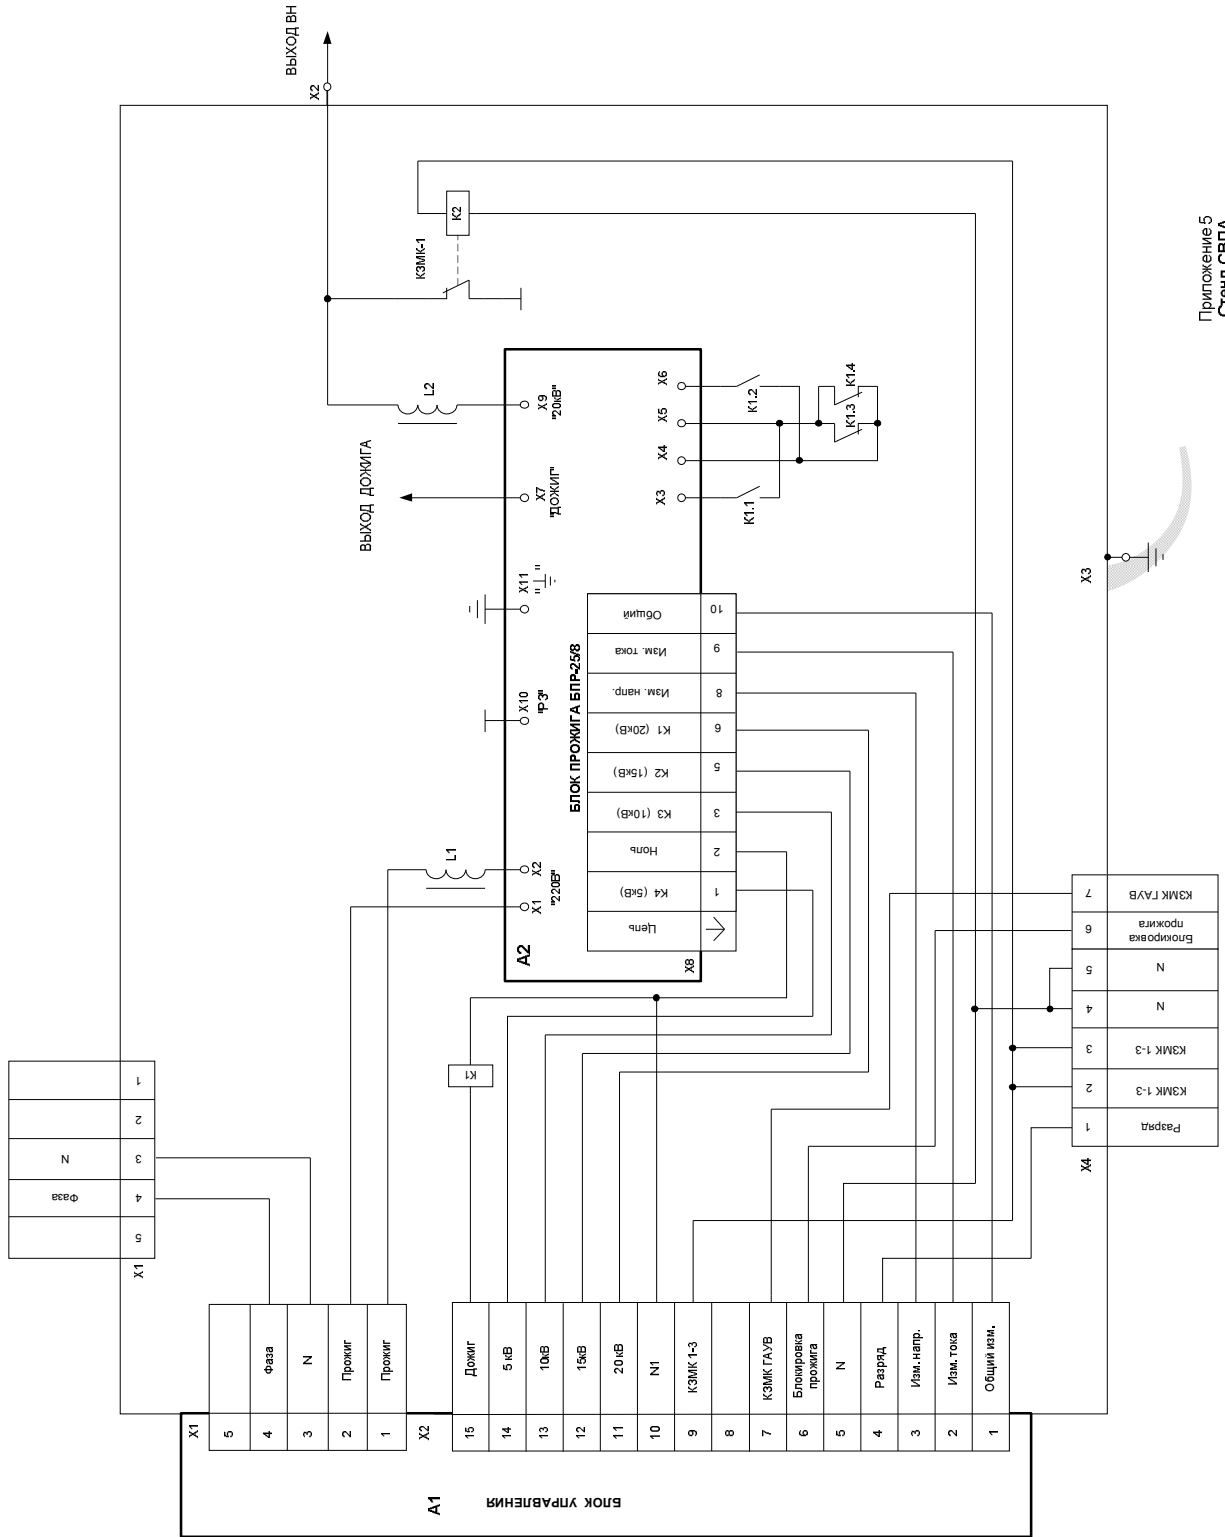 ВЫХОД ВН
X2
K2
КЗМК-1
Приложение 5
Стенд СВПА
L2
X9
"20кВ"
ВЫХОД ДОЖИГА
X7
"ДОЖИГ"
X6
X5
X4
X3
K1.2
K1.4
K1.3
K1.1
X11
" "
X10
"РЗ"
БЛОК ПРОЖИГА БПР-25/8
X3
L1
X2
X1
"220В"
A2
X8
10 Общий
9 Изм. тока
8 Изм. напр.
6 К1 (20кВ)
5 К2 (15кВ)
3 К3 (10кВ)
2 Ноль
1 К4 (5кВ)
Цепь
K1
1
2
3 N
4 Фаза
5
X1
7 КЗМК ГАУВ
6 Блокировка
прожига
5 N
4 N
3 КЗМК 1-3
2 КЗМК 1-3
1 Разряд
X4
X1
5
4 Фаза
3 N
2 Прожиг
1 Прожиг
X2
15 Дожиг
14 5 кВ
13 10кВ
12 15кВ
11 20кВ
10 N1
9 КЗМК 1-3
8
7 КЗМК ГАУВ
6 Блокировка
прожига
5 N
4 Разряд
3 Изм. напр.
2 Изм. тока
1 Общий изм.
A1
БЛОК УПРАВЛЕНИЯ